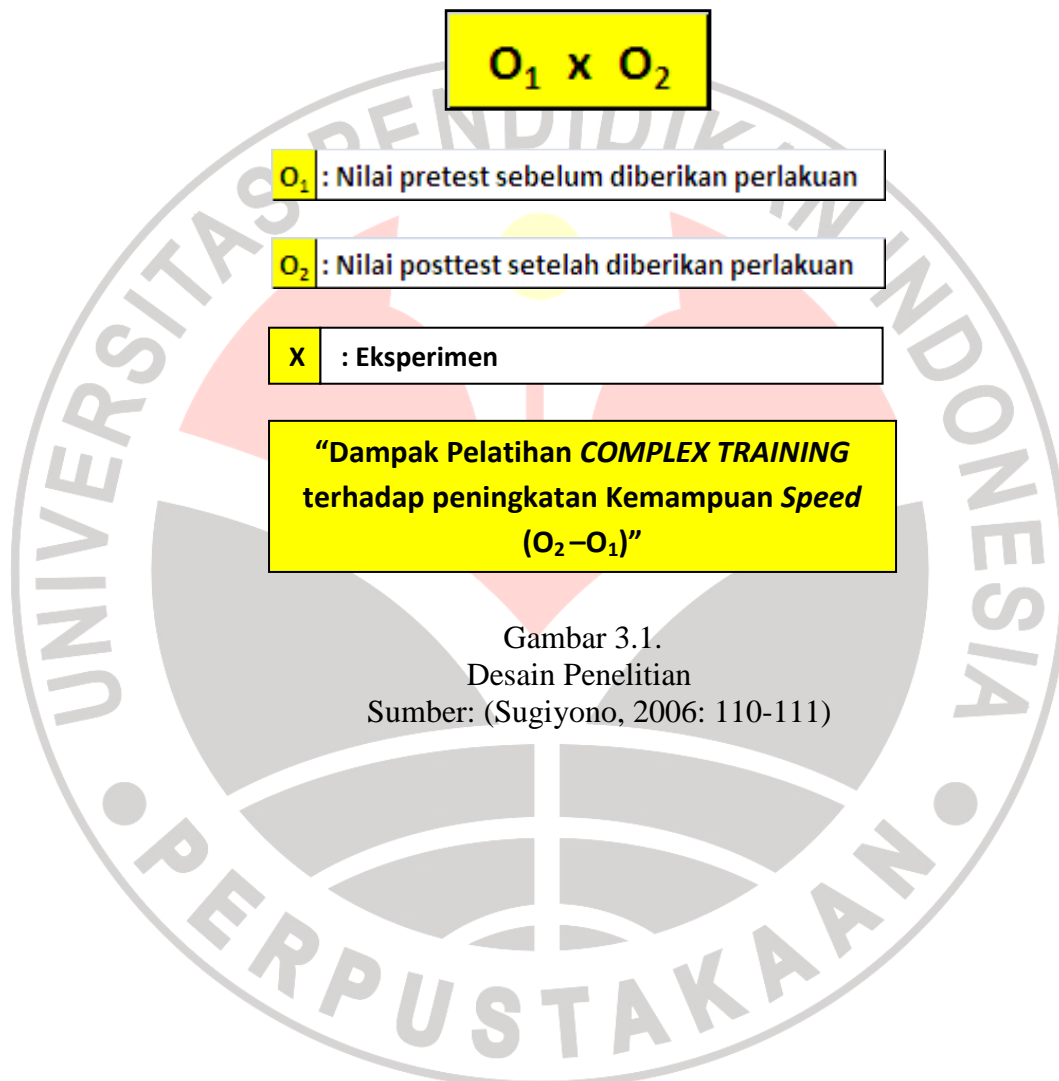 O₁ x O₂
O₁ : Nilai pretest sebelum diberikan perlakuan
O₂ : Nilai posttest setelah diberikan perlakuan
X : Eksperimen
“Dampak Pelatihan COMPLEX TRAINING
terhadap peningkatan Kemampuan Speed
(O₂ –O₁)”
Gambar 3.1.
Desain Penelitian
Sumber: (Sugiyono, 2006: 110-111)
UNIVERSITAS PENDIDIKAN INDONESIA
PERPUSTAKAAN